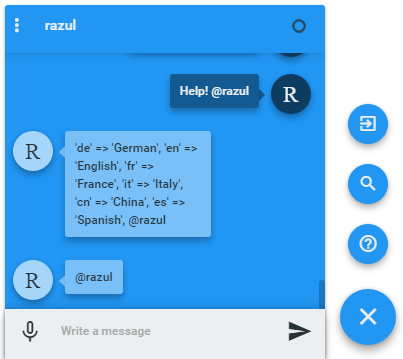 razul
Help! @razul
R
R
'de' => 'German', 'en' =>
'English', 'fr' =>
'France', 'it' => 'Italy',
'cn' => 'China', 'es' =>
'Spanish', @razul
R
@razul
Write a message